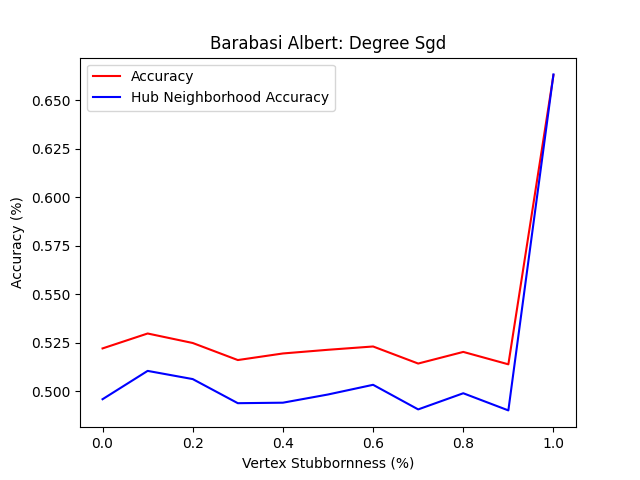 Barabasi Albert: Degree Sgd
Accuracy
Hub Neighborhood Accuracy
Accuracy (%)
0.650
0.625
0.600
0.575
0.550
0.525
0.500
0.0 0.2 0.4 0.6 0.8 1.0
Vertex Stubbornness (%)